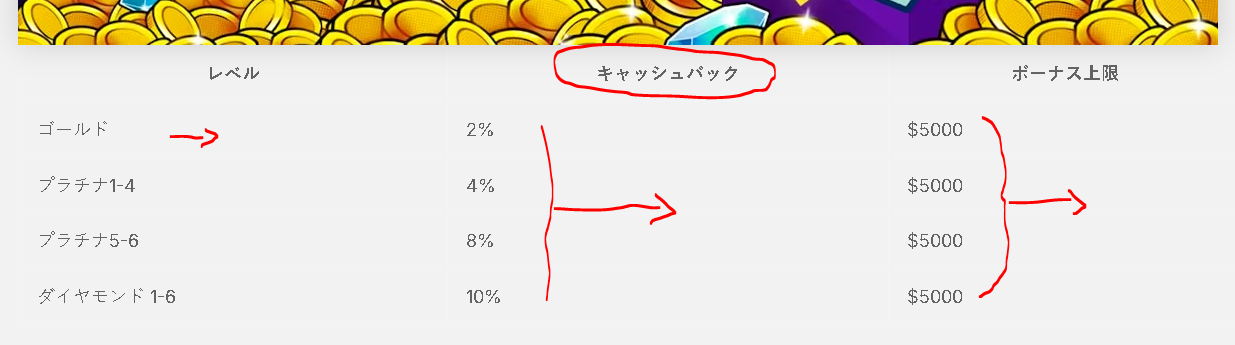 レベル キャッシュバック ボーナス上限
ゴールド 2% $5000
プラチナ1-4 4% $5000
プラチナ5-6 8% $5000
ダイヤモンド 1-6 10% $5000